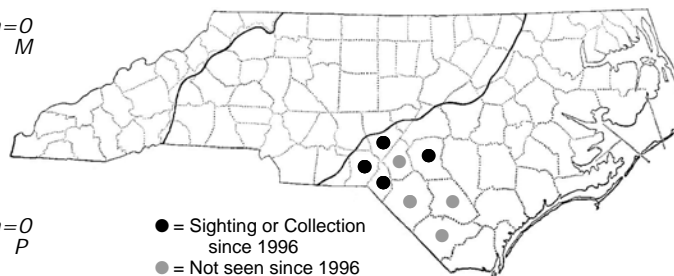 =0
M
=0
P
● = Sighting or Collection
since 1996
● = Not seen since 1996